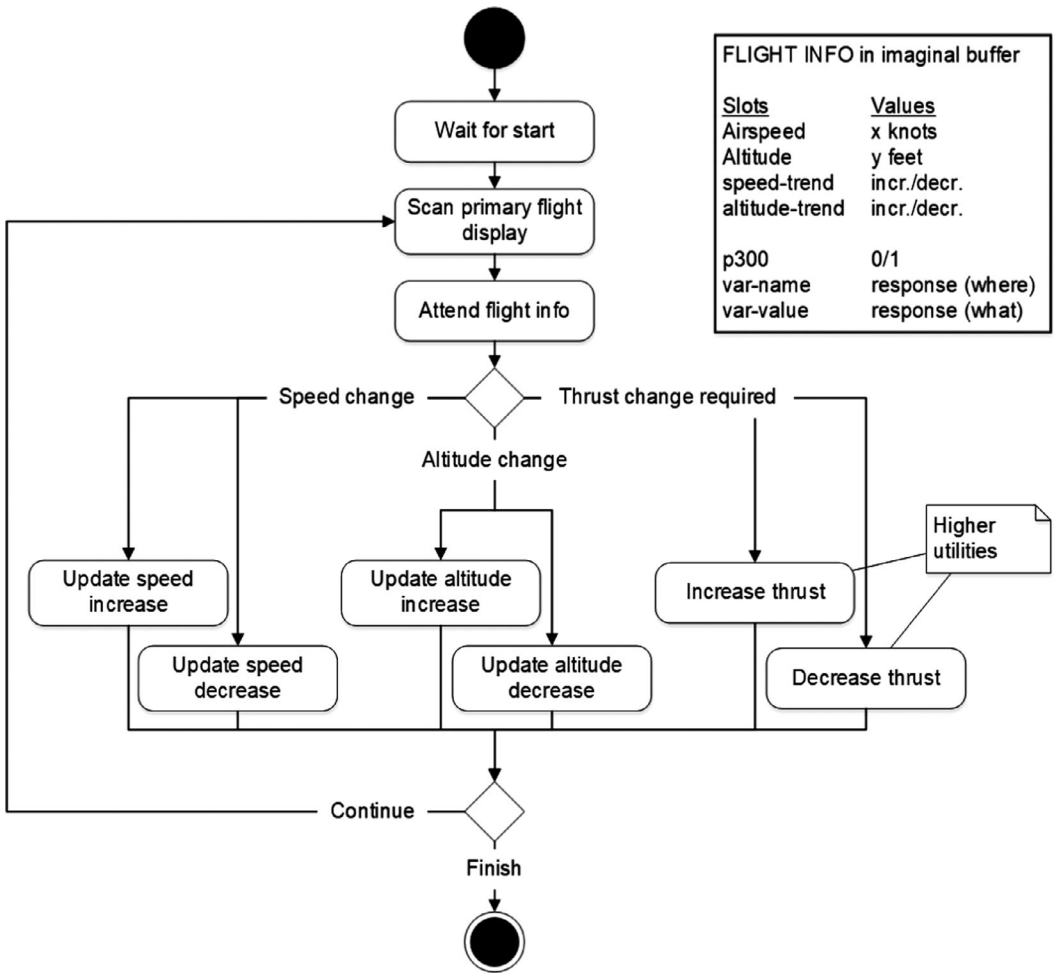 FLIGHT INFO in imaginal buffer
Slots Values
Airspeed x knots
Altitude y feet
speed-trend incr./decr.
altitude-trend incr./decr.
p300 0/1
var-name response (where)
var-value response (what)
Wait for start
Scan primary flight
display
Attend flight info
Speed change
Thrust change required
Altitude change
Higher
utilities
Update speed
increase
Update altitude
increase
Increase thrust
Update speed
decrease
Update altitude
decrease
Decrease thrust
Continue
Finish